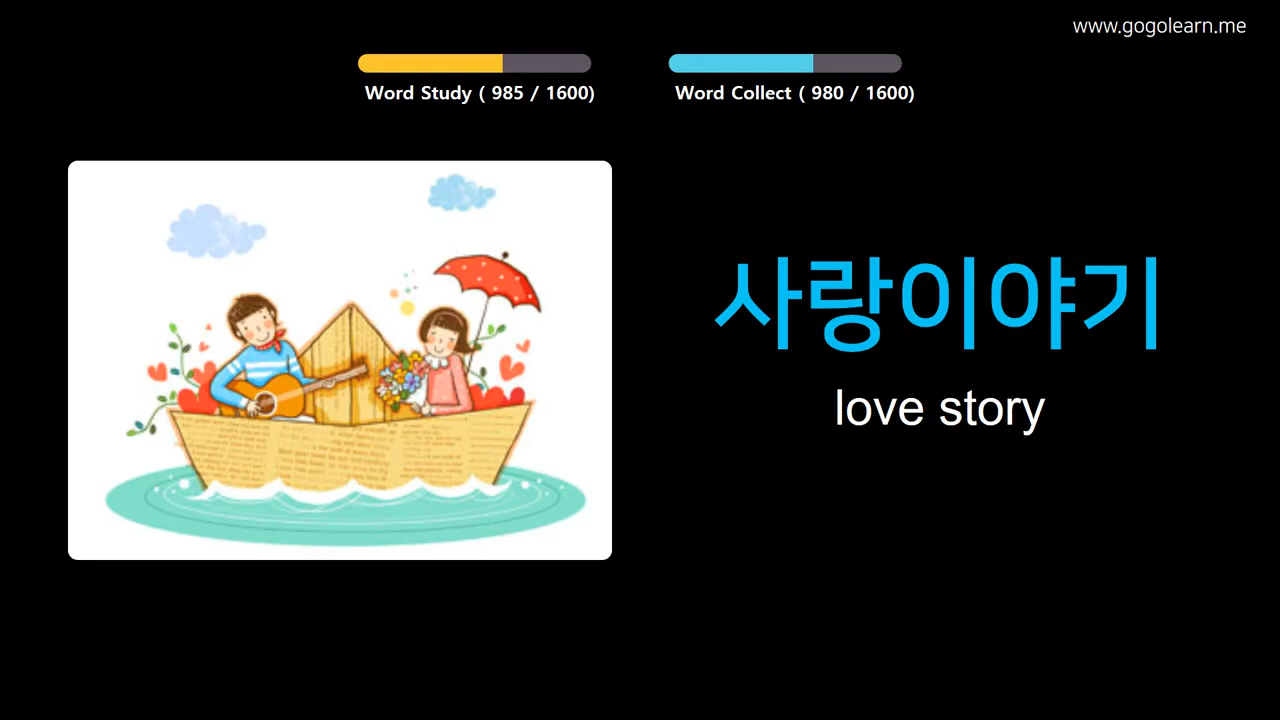 www.gogolearn.me
Word Study ( 985 / 1600)
Word Collect ( 980 / 1600)
사랑이야기
love story